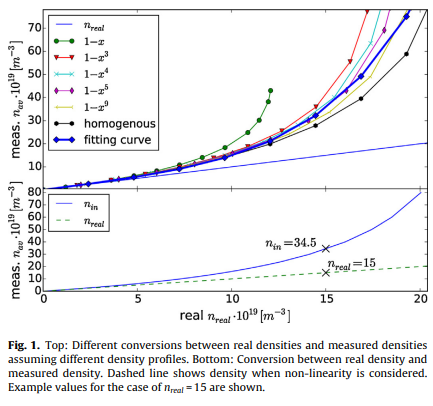 meas. n_av·10^19 [m^−3]
70
60
50
40
30
20
10
n_real
1−x
1−x^3
1−x^4
1−x^5
1−x^9
homogenous
fitting curve
meas. n_av·10^19 [m^−3]
80
70
60
50
40
30
20
10
0
n_in
n_real
n_in=34.5
n_real=15
0 5 10 15 20
real n_real·10^19 [m^−3]
Fig. 1. Top: Different conversions between real densities and measured densities
assuming different density profiles. Bottom: Conversion between real density and
measured density. Dashed line shows density when non-linearity is considered.
Example values for the case of n_real = 15 are shown.